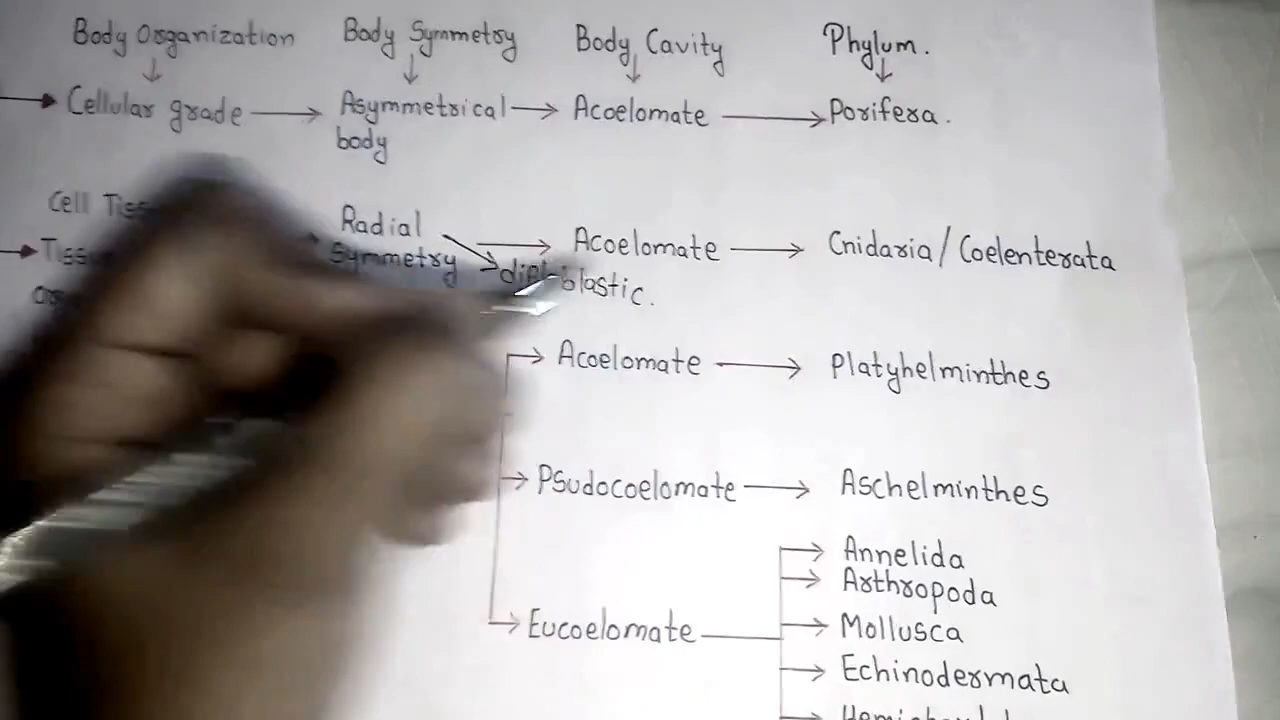 Body Organization Body Symmetry Body Cavity Phylum.
Cellular grade Asymmetrical body Acoelomate Porifera.
Cell
Radial Symmetry Acoelomate Cnidaria/Coelenterata
Acoelomate Platyhelminthes
Psudocoelomate Aschelminthes
Eucoelomate
Annelida
Arthropoda
Mollusca
Echinodermata